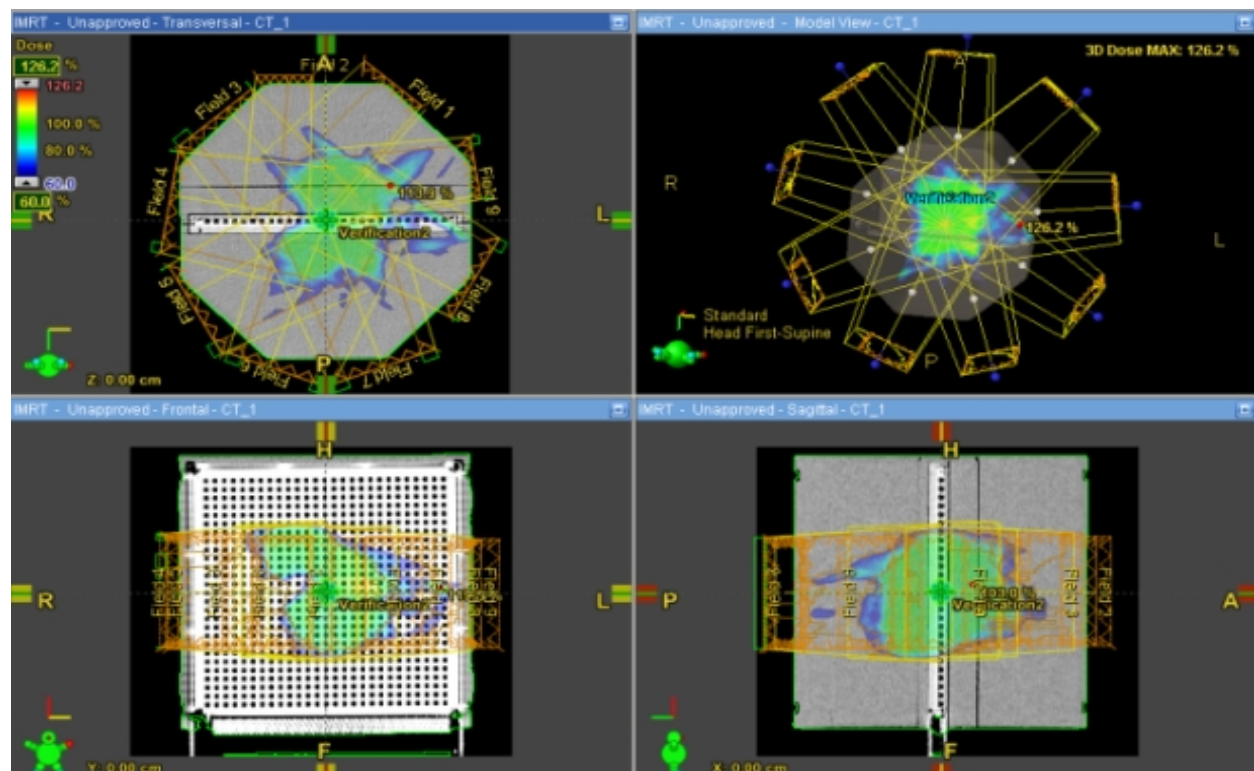 IMRT - Unapproved - Transversal - CT_1
Dose
126.2 %
126.2
100.0 %
80.0 %
60.0
60.0 %
A
Field 2
Field 3
Field 1
Field 4
Field 9
R
L
Verification2
Field 5
Field 8
Field 6
Field 7
P
Z: 0.00 cm
IMRT - Unapproved - Model View - CT_1
3D Dose MAX: 126.2 %
A
R
Verification2
126.2 %
L
Standard
Head First-Supine
P
IMRT - Unapproved - Frontal - CT_1
H
R
L
Verification2
F
Y: 0.00 cm
IMRT - Unapproved - Sagittal - CT_1
H
P
A
Verification2
F
X: 0.00 cm